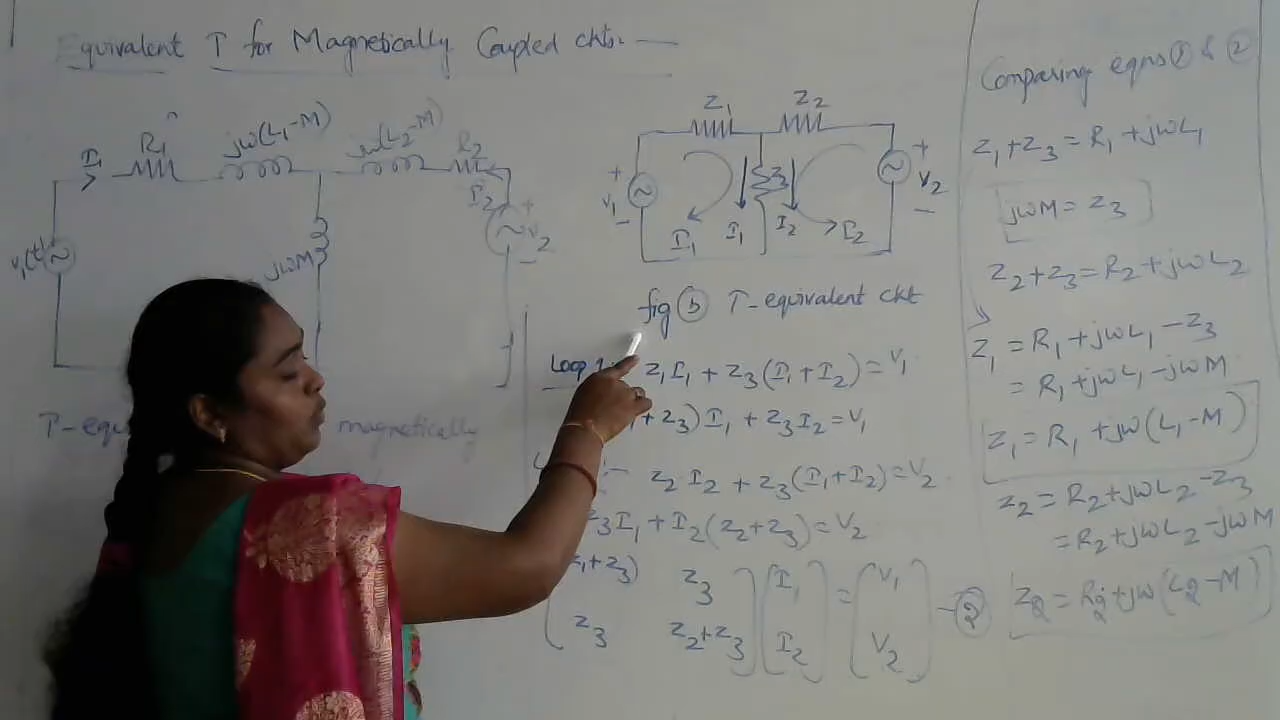 Equivalent T for Magnetically Coupled ckts:-
I₁
R₁
jω(L₁-M)
jω(L₂-M)
R₂
I₂
v₁(t)
jωM
+
V₂
-
T-equi
magnetically
Z₁
Z₂
+
V₁
-
Z₃
I₁
I₁
I₂
I₂
+
V₂
-
fig (b) T-equivalent ckt
Loop 1:- Z₁I₁ + Z₃(I₁+I₂) = V₁
+Z₃)I₁ + Z₃I₂ = V₁
:- Z₂I₂ + Z₃(I₁+I₂) = V₂
Z₃I₁ + I₂(Z₂+Z₃) = V₂
Z₁+Z₃) Z₃ I₁ = V₁
Z₃ Z₂+Z₃ I₂ V₂ -②
Comparing eqns ① & ②
Z₁+Z₃ = R₁+jωL₁
jωM = Z₃
Z₂+Z₃ = R₂+jωL₂
Z₁ = R₁+jωL₁-Z₃
= R₁+jωL₁-jωM
Z₁ = R₁ + jω(L₁-M)
Z₂ = R₂+jωL₂-Z₃
= R₂+jωL₂-jωM
Z₂ = R₂+jω(L₂-M)